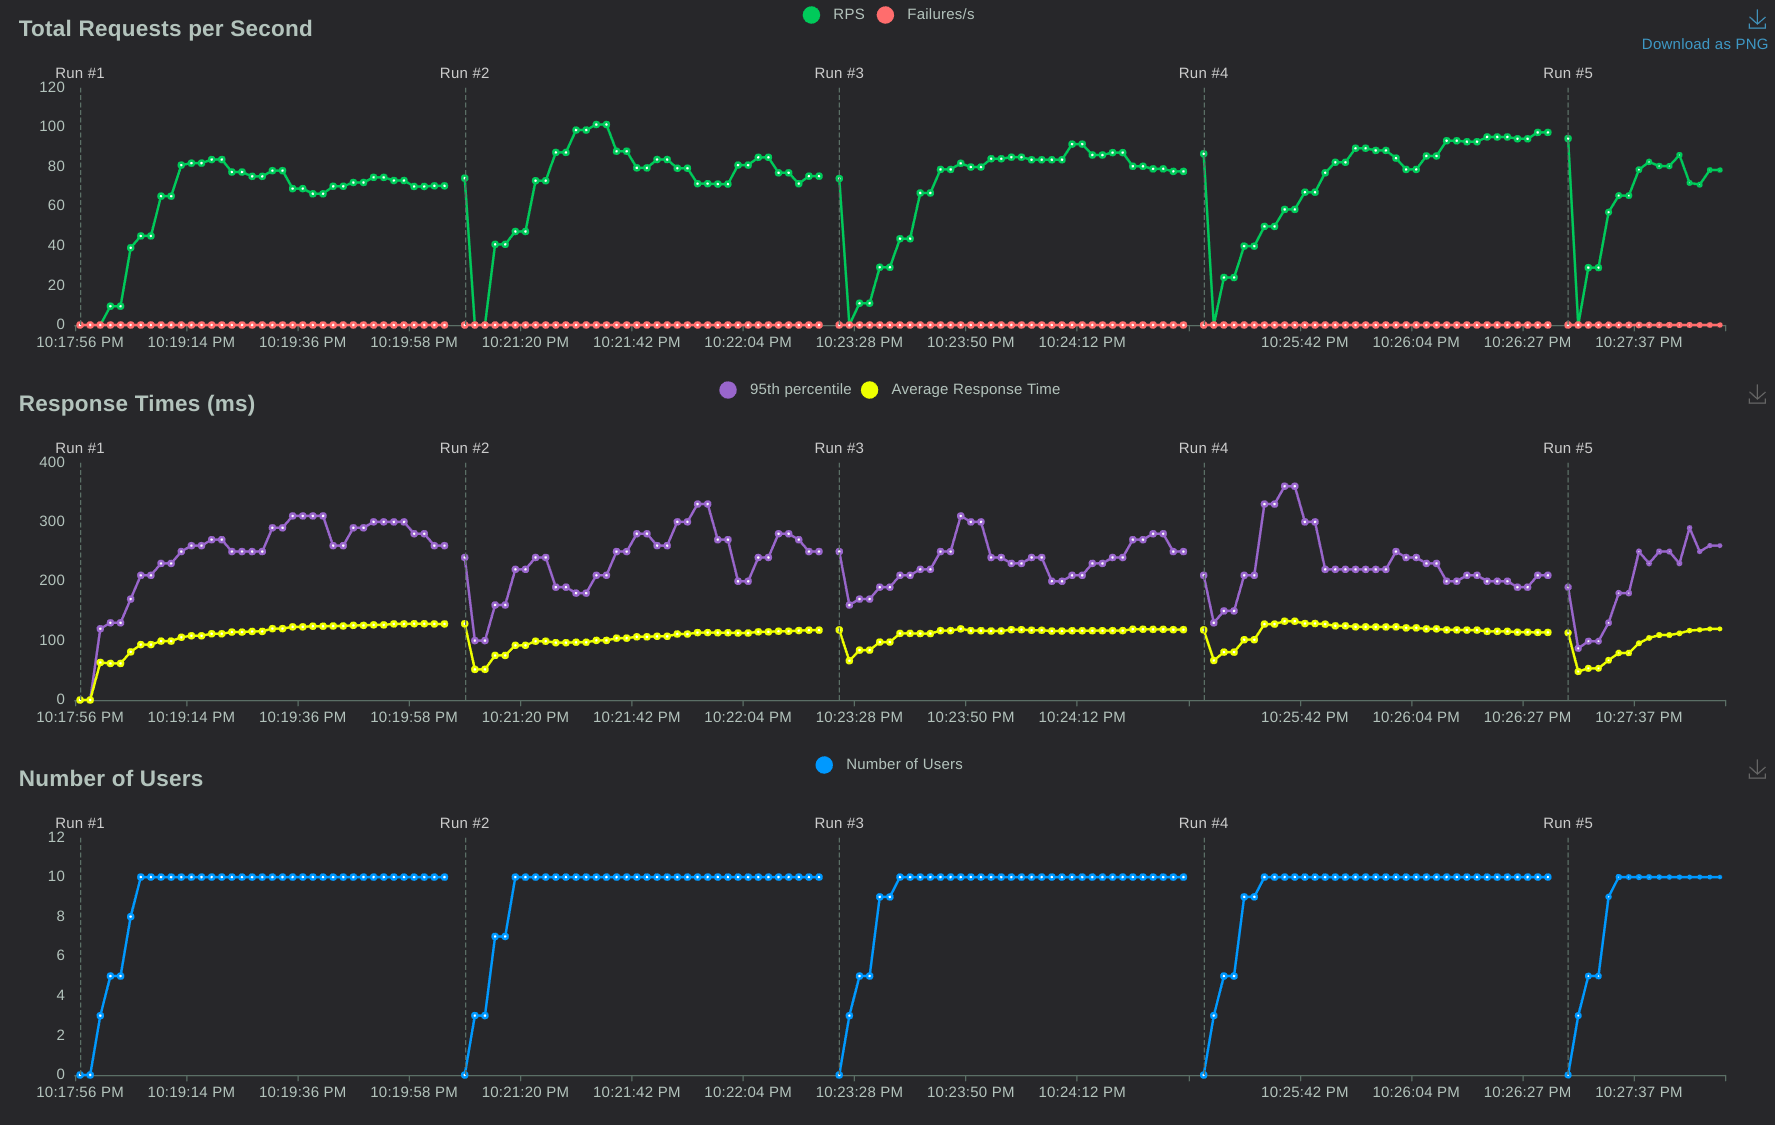 RPS Failures/s
Total Requests per Second
Download as PNG
Run #1 Run #2 Run #3 Run #4 Run #5
120
100
80
60
40
20
0
10:17:56 PM 10:19:14 PM 10:19:36 PM 10:19:58 PM 10:21:20 PM 10:21:42 PM 10:22:04 PM 10:23:28 PM 10:23:50 PM 10:24:12 PM 10:25:42 PM 10:26:04 PM 10:26:27 PM 10:27:37 PM
95th percentile Average Response Time
Response Times (ms)
Run #1 Run #2 Run #3 Run #4 Run #5
400
300
200
100
0
10:17:56 PM 10:19:14 PM 10:19:36 PM 10:19:58 PM 10:21:20 PM 10:21:42 PM 10:22:04 PM 10:23:28 PM 10:23:50 PM 10:24:12 PM 10:25:42 PM 10:26:04 PM 10:26:27 PM 10:27:37 PM
Number of Users
Number of Users
Run #1 Run #2 Run #3 Run #4 Run #5
12
10
8
6
4
2
0
10:17:56 PM 10:19:14 PM 10:19:36 PM 10:19:58 PM 10:21:20 PM 10:21:42 PM 10:22:04 PM 10:23:28 PM 10:23:50 PM 10:24:12 PM 10:25:42 PM 10:26:04 PM 10:26:27 PM 10:27:37 PM